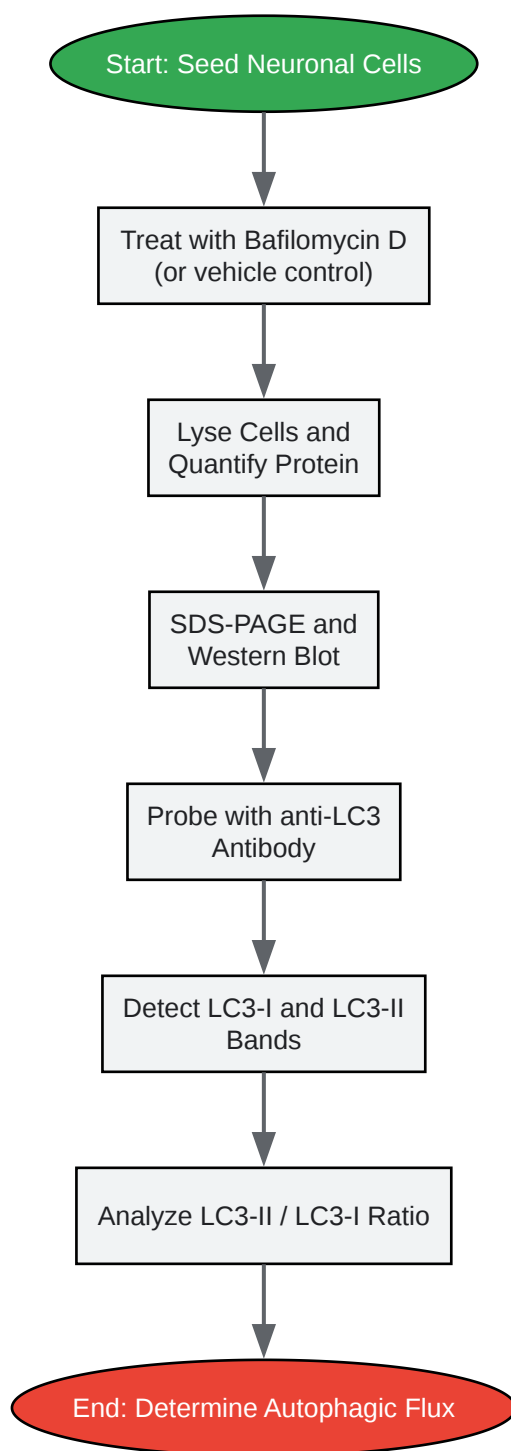 Start: Seed Neuronal Cells
Treat with Bafilomycin D
(or vehicle control)
Lyse Cells and
Quantify Protein
SDS-PAGE and
Western Blot
Probe with anti-LC3
Antibody
Detect LC3-I and LC3-II
Bands
Analyze LC3-II / LC3-I Ratio
End: Determine Autophagic Flux